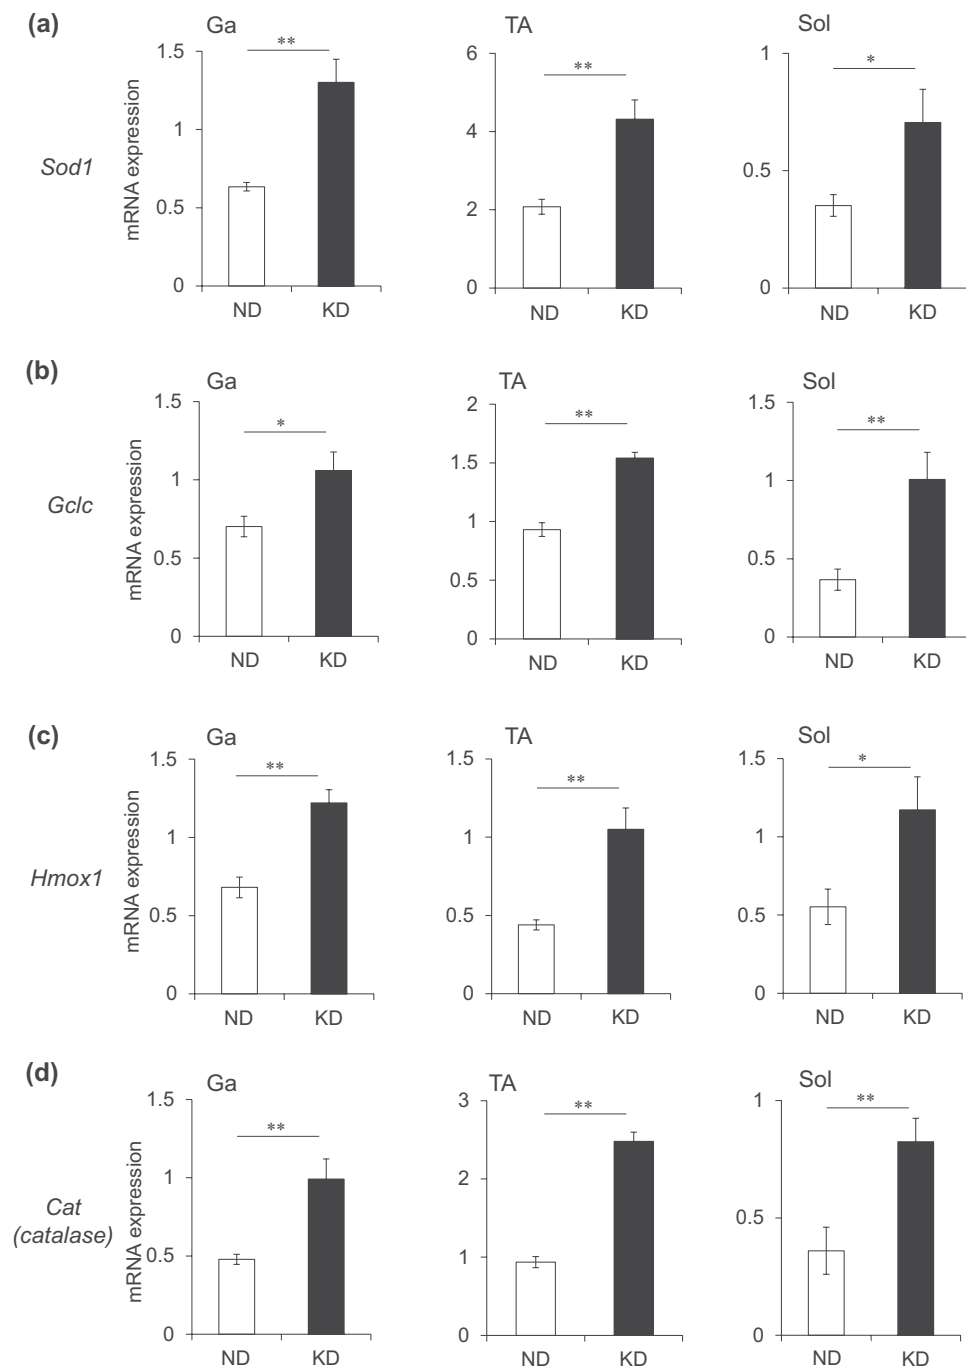 (a)
Ga
TA
Sol
Sod1
mRNA expression
1.5
1
0.5
0
**
ND
KD
6
4
2
0
**
ND
KD
1
0.5
0
*
ND
KD
(b)
Ga
TA
Sol
Gclc
mRNA expression
1.5
1
0.5
0
*
ND
KD
2
1.5
1
0.5
0
**
ND
KD
1.5
1
0.5
0
**
ND
KD
(c)
Ga
TA
Sol
Hmox1
mRNA expression
1.5
1
0.5
0
**
ND
KD
1.5
1
0.5
0
**
ND
KD
1.5
1
0.5
0
*
ND
KD
(d)
Ga
TA
Sol
Cat
(catalase)
mRNA expression
1.5
1
0.5
0
**
ND
KD
3
2
1
0
**
ND
KD
1
0.5
0
**
ND
KD